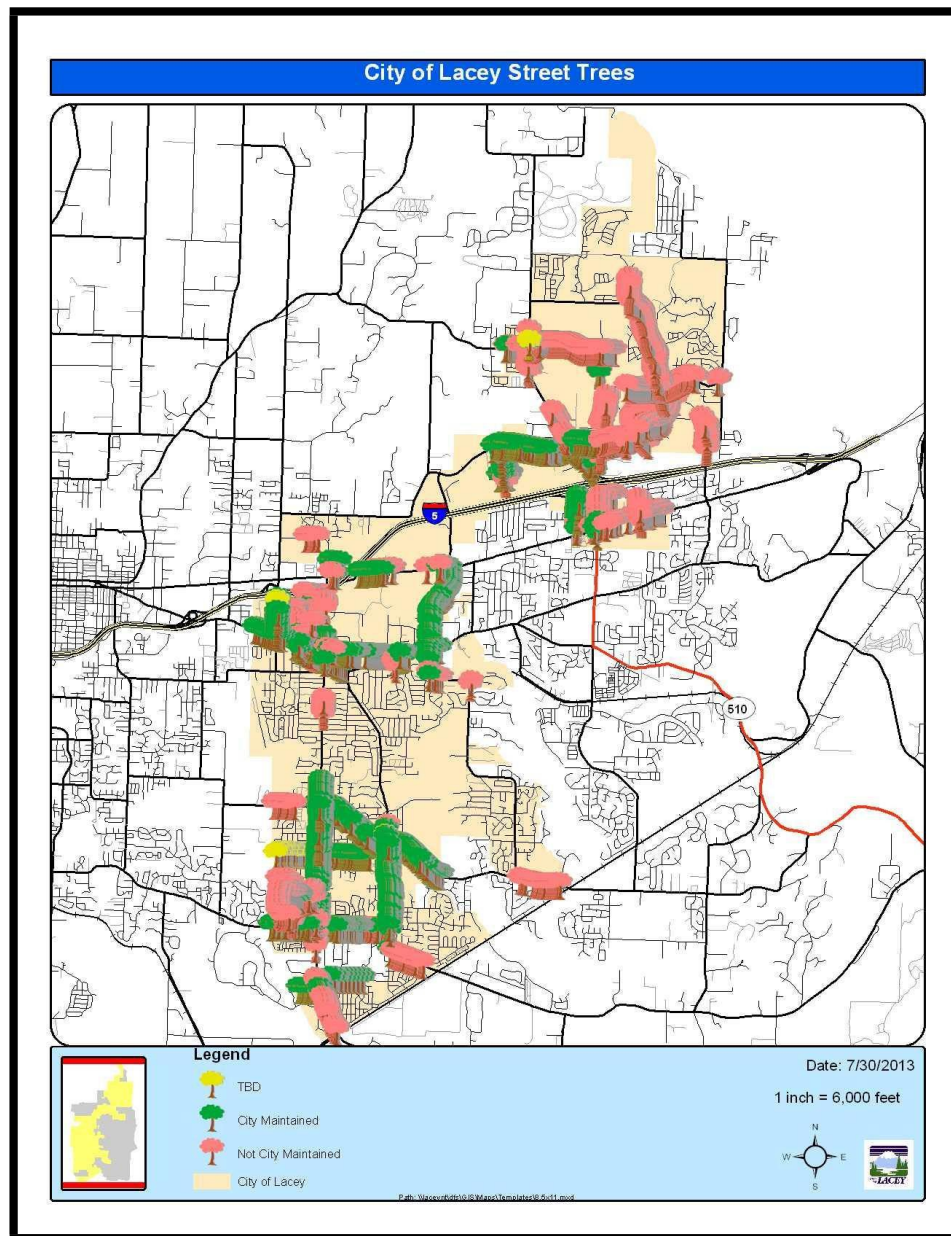 City of Lacey Street Trees
5
510
Legend
TBD
City Maintained
Not City Maintained
City of Lacey
Date: 7/30/2013
1 inch = 6,000 feet
N
W E
S
LACEY